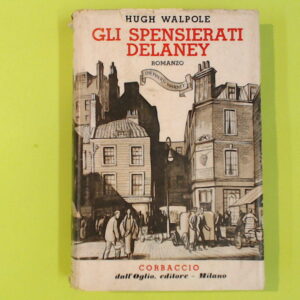 HUGH WALPOLE
GLI SPENSIERATI
DELANEY
ROMANZO
CORBACCIO
dall'Oglio, editore - Milano